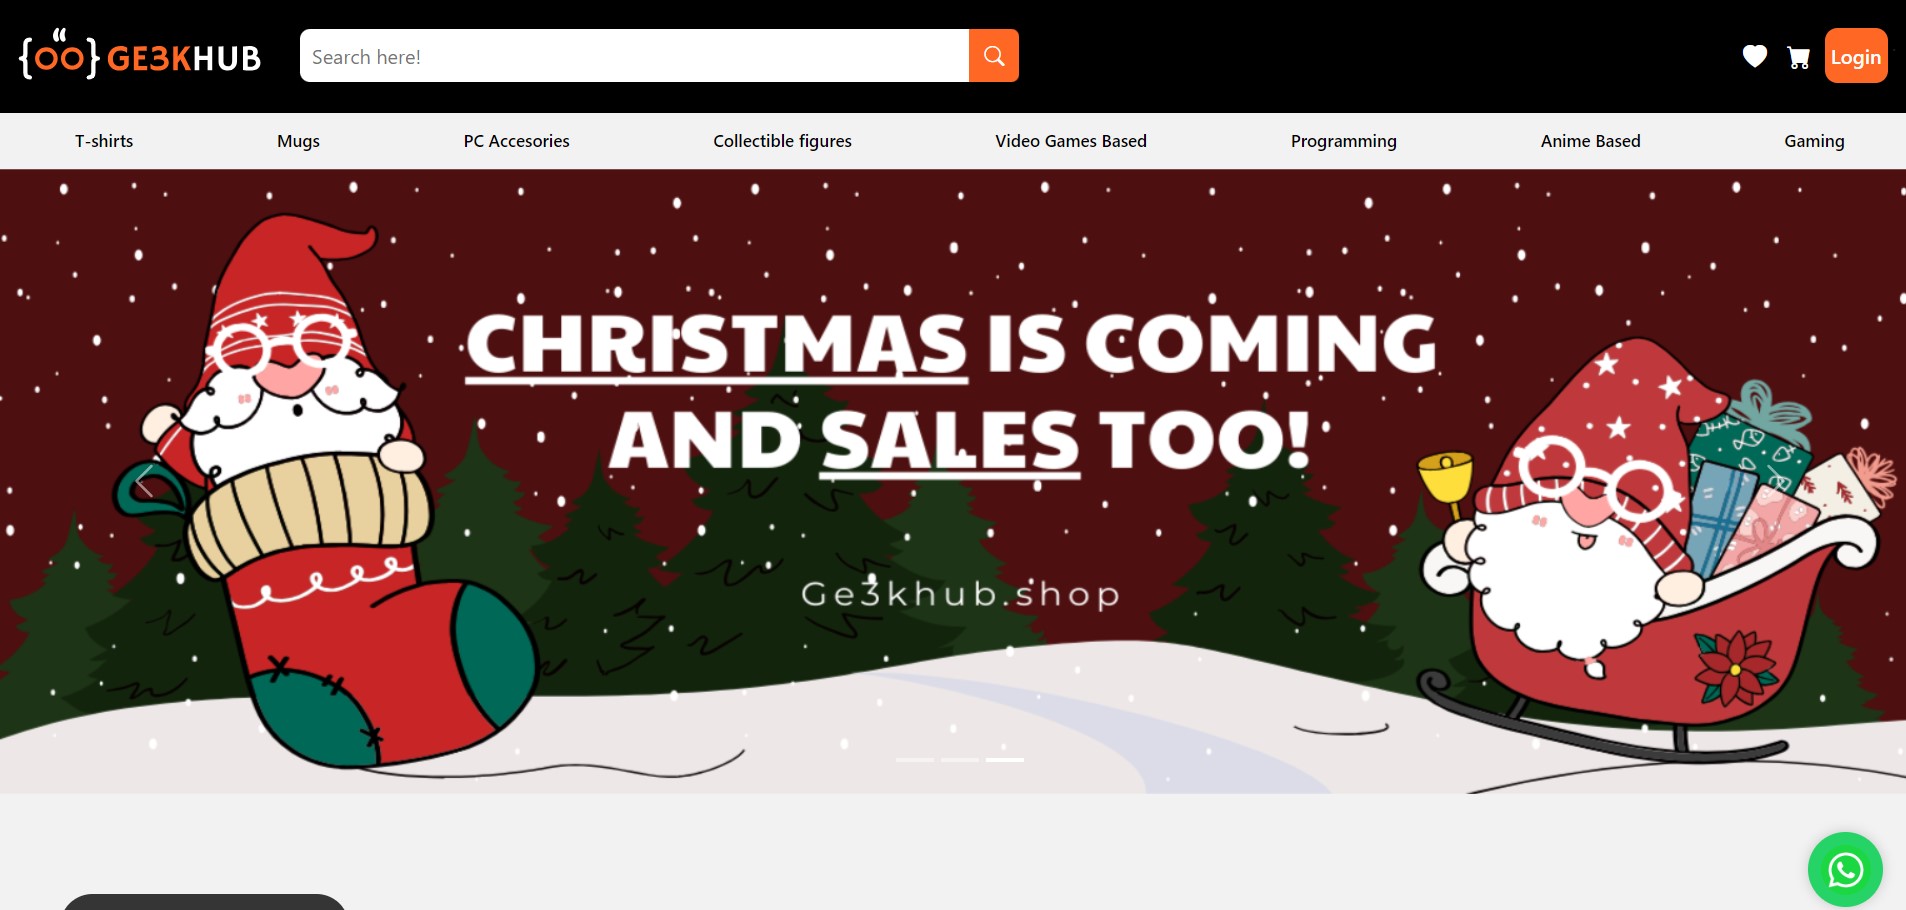 {OO} GE3KHUB
Search here!
Login
T-shirts
Mugs
PC Accesories
Collectible figures
Video Games Based
Programming
Anime Based
Gaming
CHRISTMAS IS COMING
AND SALES TOO!
Ge3khub.shop